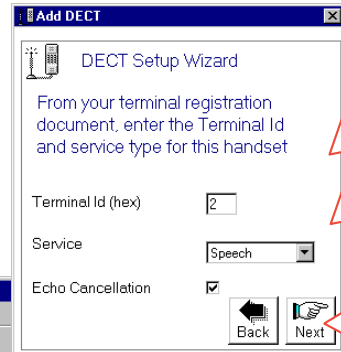 Add DECT
DECT Setup Wizard
From your terminal registration
document, enter the Terminal Id
and service type for this handset
Terminal Id (hex) 2
Service Speech
Echo Cancellation
Back Next